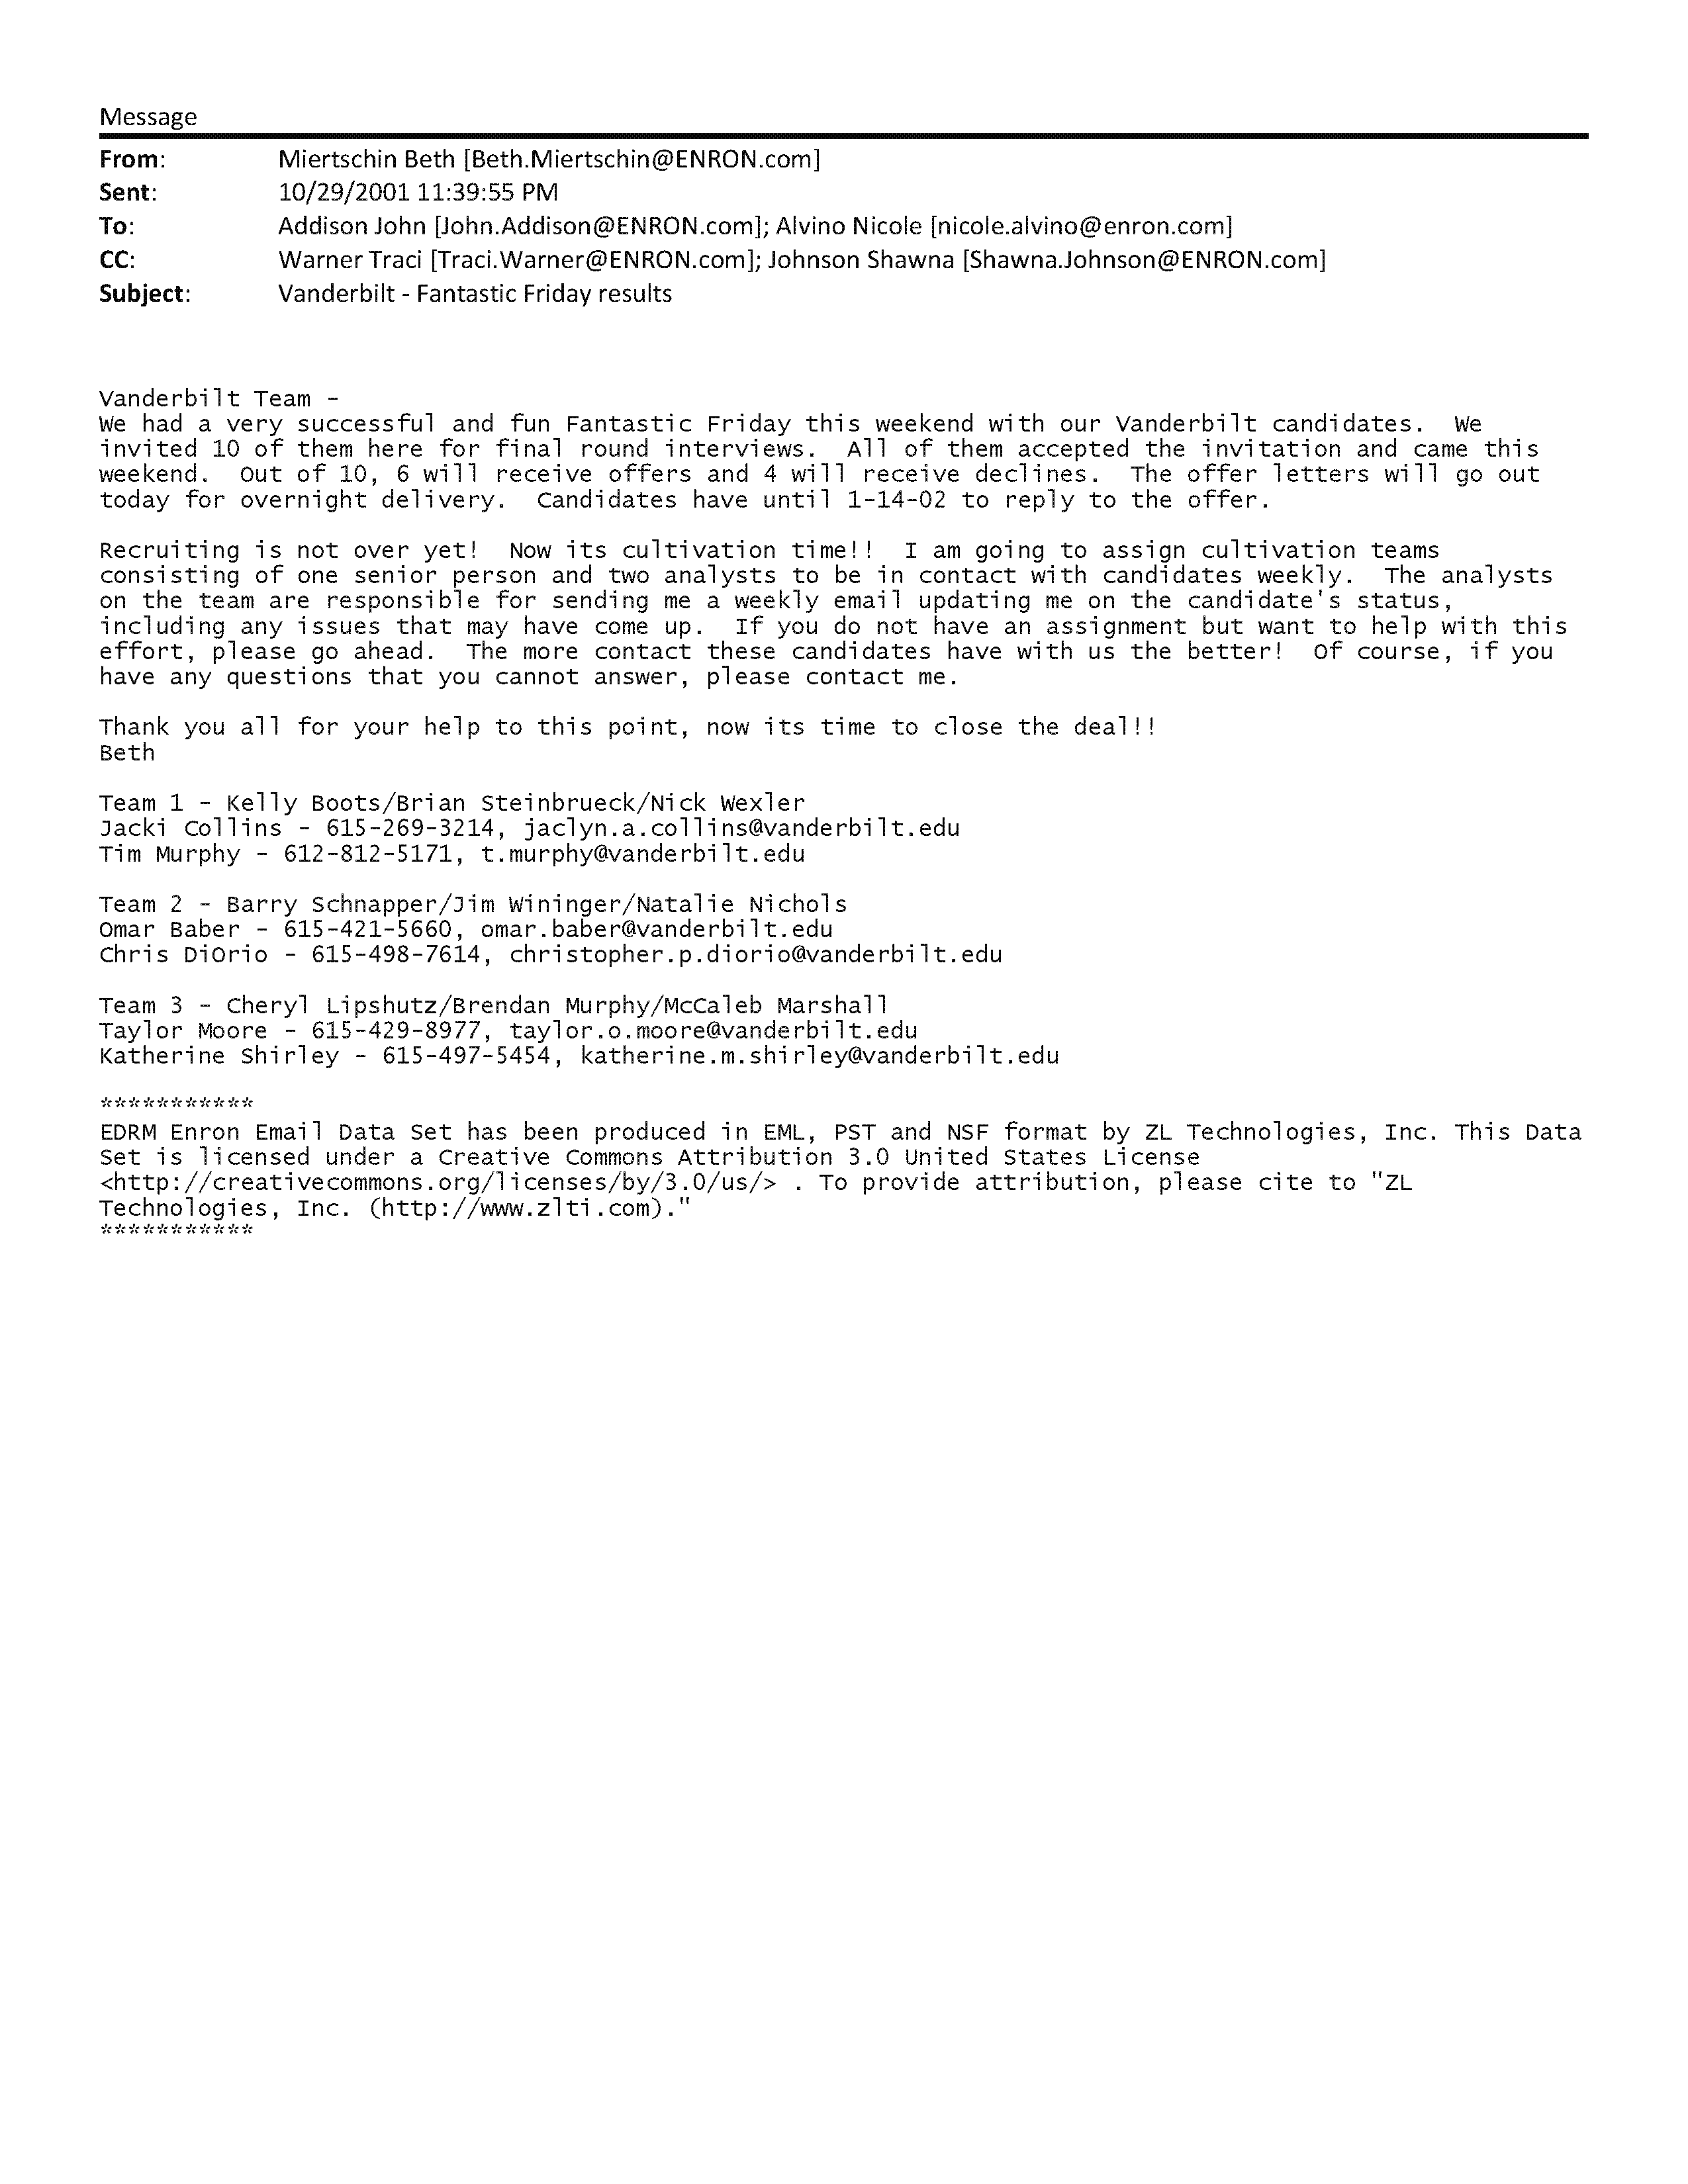 Message
From: Miertschin Beth [Beth.Miertschin@ENRON.com]
Sent: 10/29/2001 11:39:55 PM
To: Addison John [John.Addison@ENRON.com]; Alvino Nicole [nicole.alvino@enron.com]
CC: Warner Traci [Traci.Warner@ENRON.com]; Johnson Shawna [Shawna.Johnson@ENRON.com]
Subject: Vanderbilt - Fantastic Friday results
Vanderbilt Team -
We had a very successful and fun Fantastic Friday this weekend with our Vanderbilt candidates.  We
invited 10 of them here for final round interviews.  All of them accepted the invitation and came this
weekend.  Out of 10, 6 will receive offers and 4 will receive declines.  The offer letters will go out
today for overnight delivery.  Candidates have until 1-14-02 to reply to the offer.
Recruiting is not over yet!  Now its cultivation time!!  I am going to assign cultivation teams
consisting of one senior person and two analysts to be in contact with candidates weekly.  The analysts
on the team are responsible for sending me a weekly email updating me on the candidate's status,
including any issues that may have come up.  If you do not have an assignment but want to help with this
effort, please go ahead.  The more contact these candidates have with us the better!  Of course, if you
have any questions that you cannot answer, please contact me.
Thank you all for your help to this point, now its time to close the deal!!
Beth
Team 1 - Kelly Boots/Brian Steinbrueck/Nick Wexler
Jacki Collins - 615-269-3214, jaclyn.a.collins@vanderbilt.edu
Tim Murphy - 612-812-5171, t.murphy@vanderbilt.edu
Team 2 - Barry Schnapper/Jim Wininger/Natalie Nichols
Omar Baber - 615-421-5660, omar.baber@vanderbilt.edu
Chris DiOrio - 615-498-7614, christopher.p.diorio@vanderbilt.edu
Team 3 - Cheryl Lipshutz/Brendan Murphy/McCaleb Marshall
Taylor Moore - 615-429-8977, taylor.o.moore@vanderbilt.edu
Katherine Shirley - 615-497-5454, katherine.m.shirley@vanderbilt.edu
***********
EDRM Enron Email Data Set has been produced in EML, PST and NSF format by ZL Technologies, Inc. This Data
Set is licensed under a Creative Commons Attribution 3.0 United States License
<http://creativecommons.org/licenses/by/3.0/us/> . To provide attribution, please cite to "ZL
Technologies, Inc. (http://www.zlti.com)."
***********